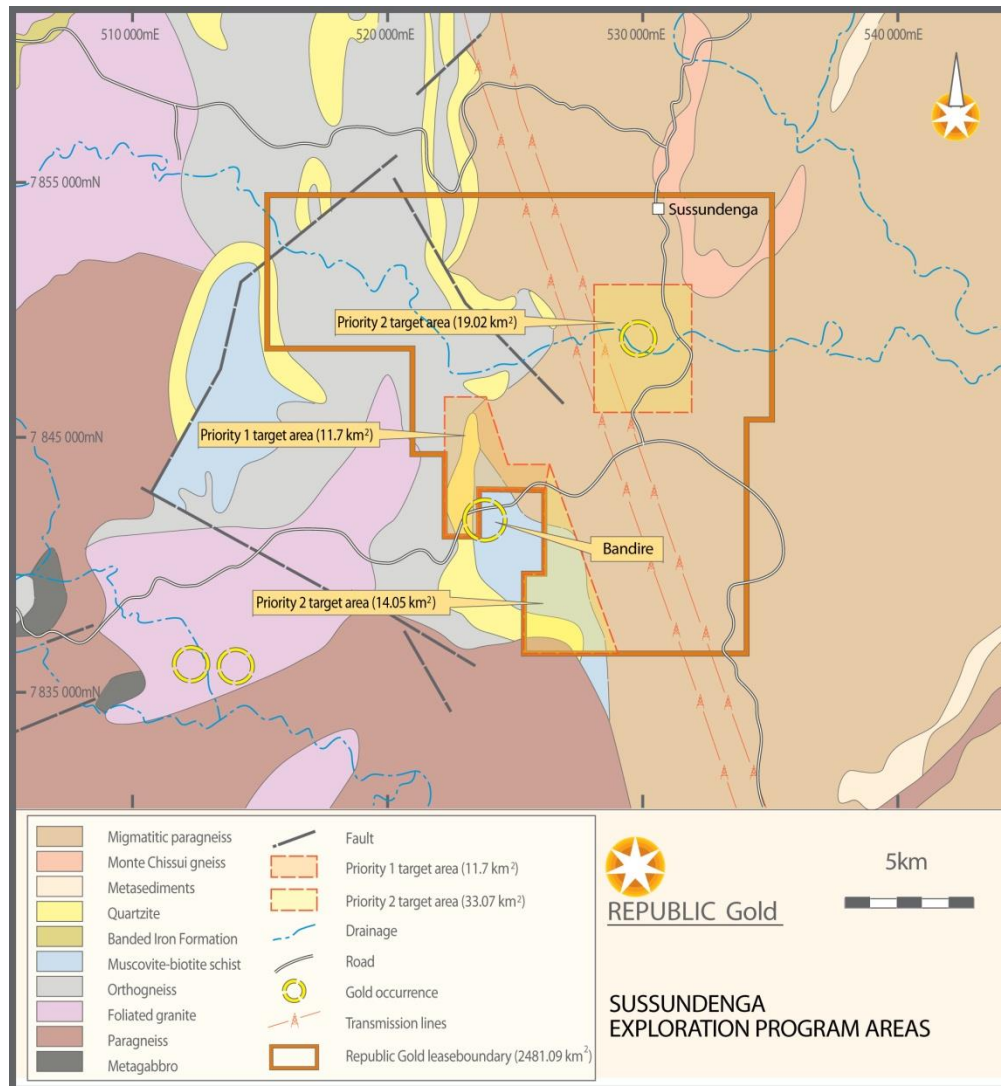 510 000mE
520 000mE
530 000mE
540 000mE
7 855 000mN
Sussundenga
Priority 2 target area (19.02 km²)
Priority 1 target area (11.7 km²)
7 845 000mN
Bandire
Priority 2 target area (14.05 km²)
7 835 000mN
Migmatitic paragneiss
Monte Chissui gneiss
Metasediments
Quartzite
Banded Iron Formation
Muscovite-biotite schist
Orthogneiss
Foliated granite
Paragneiss
Metagabbro
Fault
Priority 1 target area (11.7 km²)
Priority 2 target area (33.07 km²)
Drainage
Road
Gold occurrence
Transmission lines
Republic Gold leaseboundary (2481.09 km²)
REPUBLIC Gold
5km
SUSSUNDENGA
EXPLORATION PROGRAM AREAS